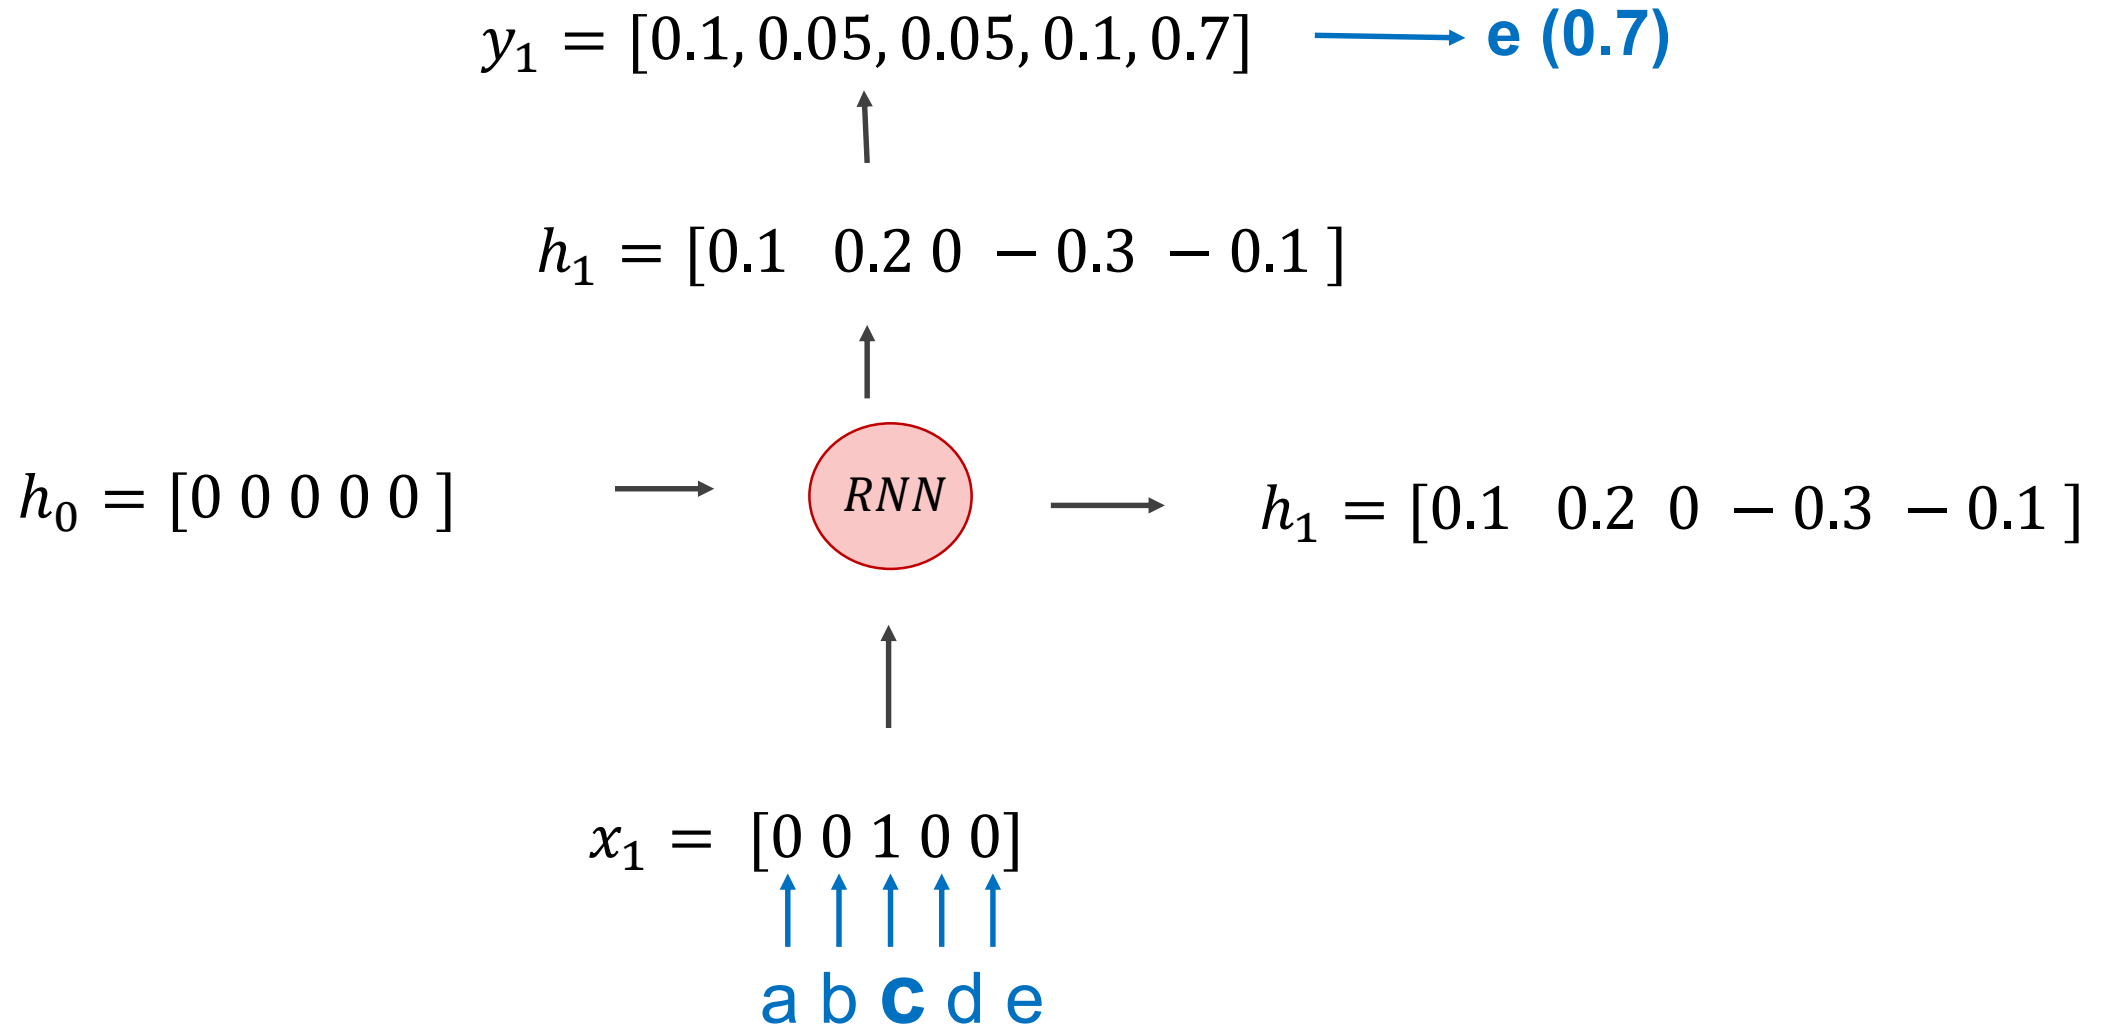 y₁ = [0.1, 0.05, 0.05, 0.1, 0.7] e (0.7)
h₁ = [0.1 0.2 0 − 0.3 − 0.1 ]
h₀ = [0 0 0 0 0 ] RNN h₁ = [0.1 0.2 0 − 0.3 − 0.1 ]
x₁ = [0 0 1 0 0]
a b c d e